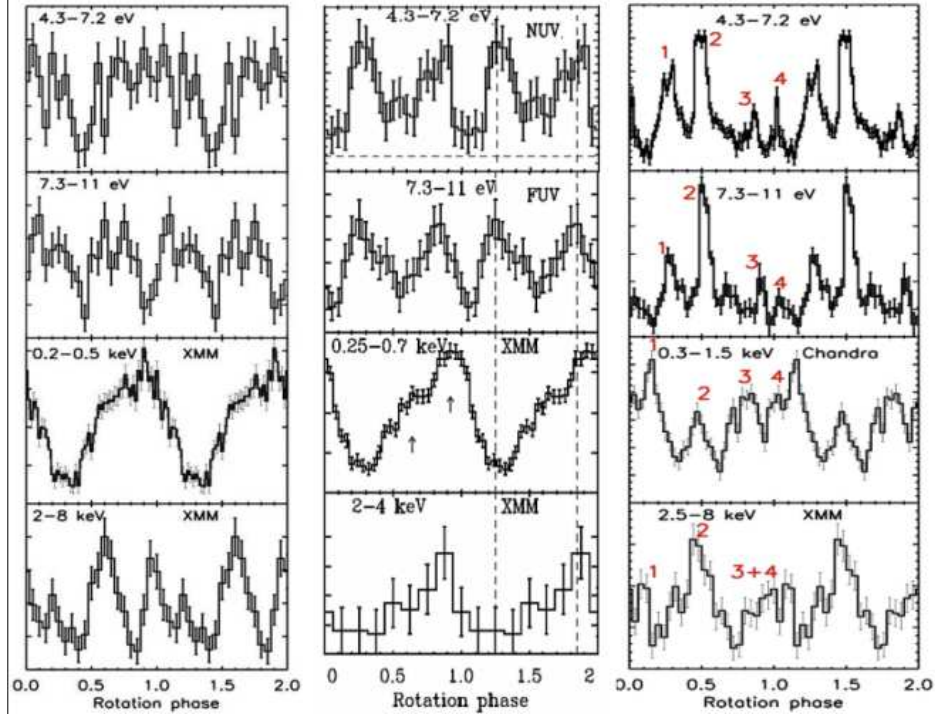 4.3−7.2 eV
7.3−11 eV
0.2−0.5 keV XMM
2−8 keV XMM
0.0 0.5 1.0 1.5 2.0
Rotation phase
4.3−7.2 eV NUV
7.3−11 eV FUV
0.25−0.7 keV XMM
2−4 keV XMM
0 0.5 1.0 1.5 2
Rotation phase
4.3−7.2 eV
1 2 3 4
7.3−11 eV
1 2 3 4
0.3−1.5 keV Chandra
1 2 3 4
2.5−8 keV XMM
1 2 3+4
0.0 0.5 1.0 1.5 2.0
Rotation phase